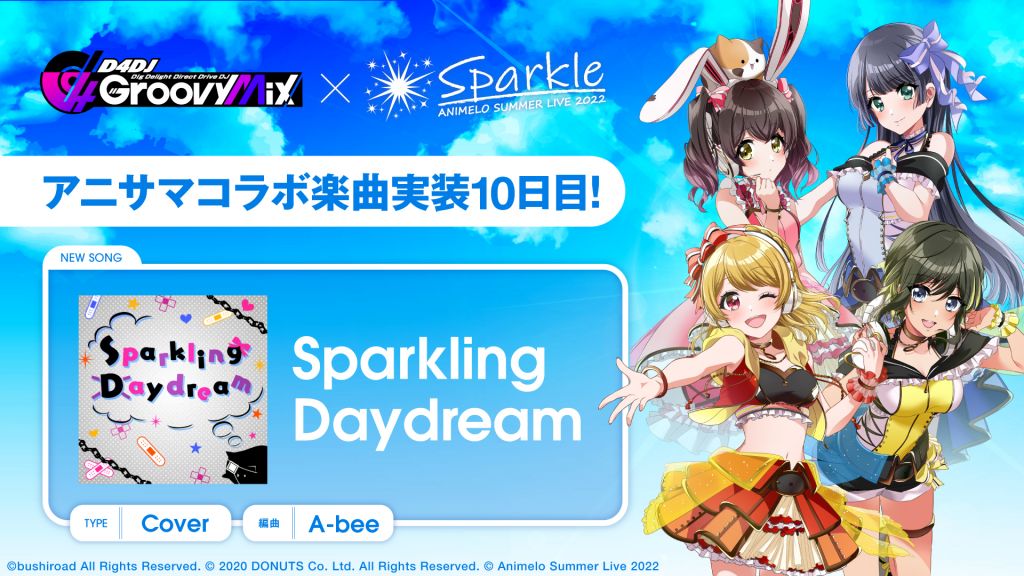 D4DJ
Dig Delight Direct Drive DJ
GroovyMix
×
Sparkle
ANIMELO SUMMER LIVE 2022
アニサマコラボ楽曲実装10日目!
NEW SONG
Sparkling
Daydream
Sparkling
Daydream
TYPE Cover
編曲 A-bee
©bushiroad All Rights Reserved. © 2020 DONUTS Co. Ltd. All Rights Reserved. © Animelo Summer Live 2022